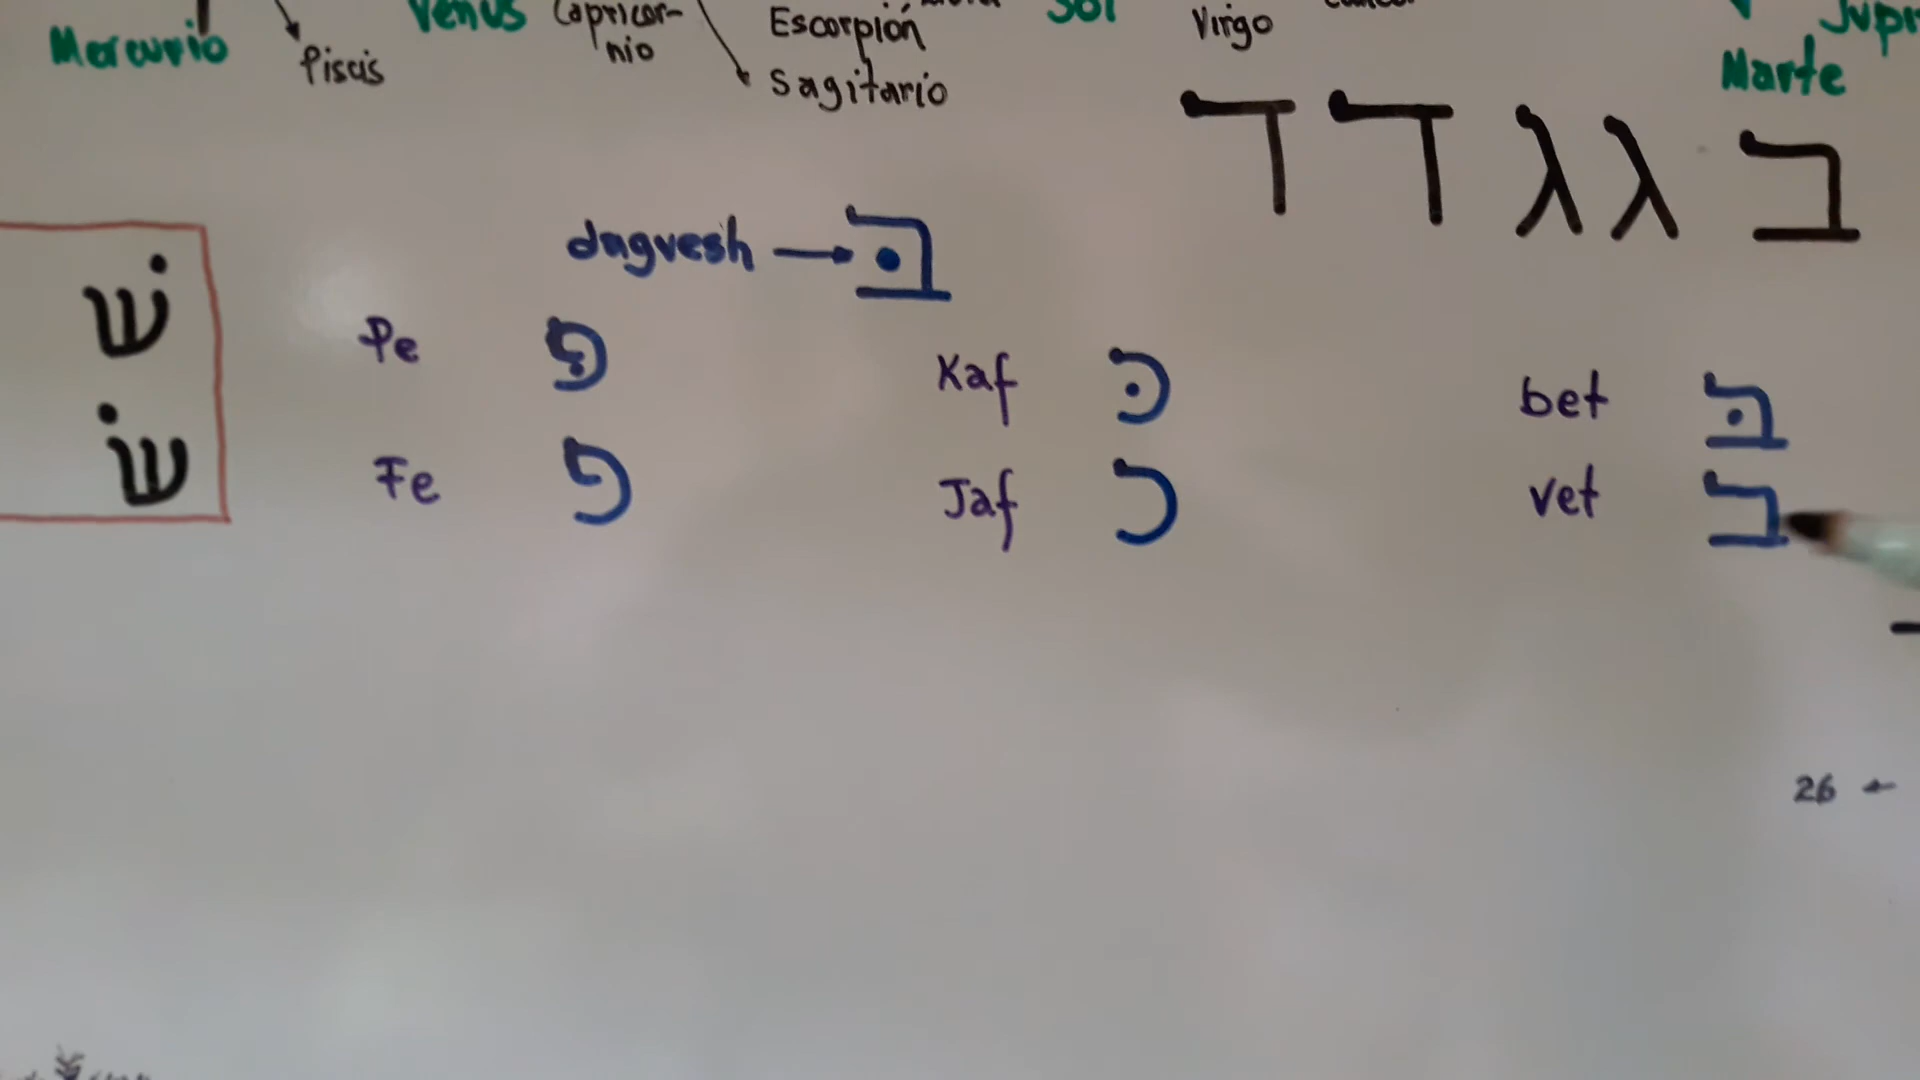 Mercurio
Piscis
Venus
Capricor-
nio
Escorpión
Sagitario
Sol
Virgo
Marte
ב ג ג ד ד
dagvesh → בּ
שׁ
שׂ
Pe פּ
Fe פ
Kaf כּ
Jaf כ
bet בּ
vet ב
26 ←